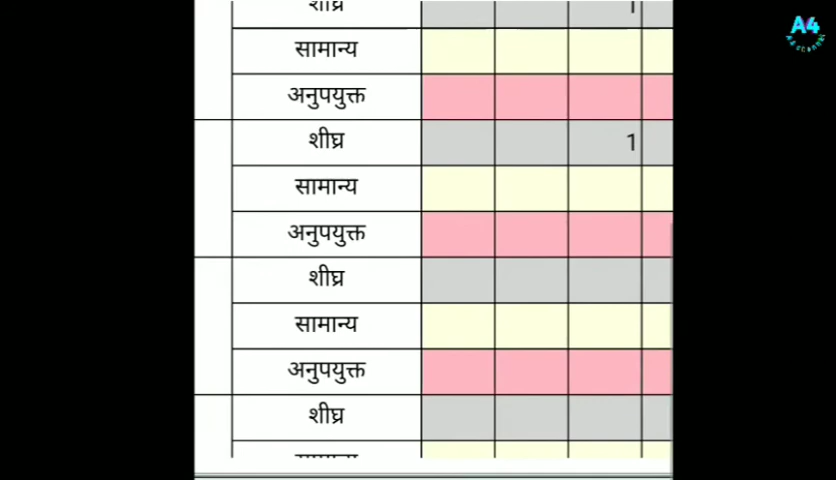 A4
शीघ्र 1
सामान्य
अनुपयुक्त
शीघ्र 1
सामान्य
अनुपयुक्त
शीघ्र
सामान्य
अनुपयुक्त
शीघ्र